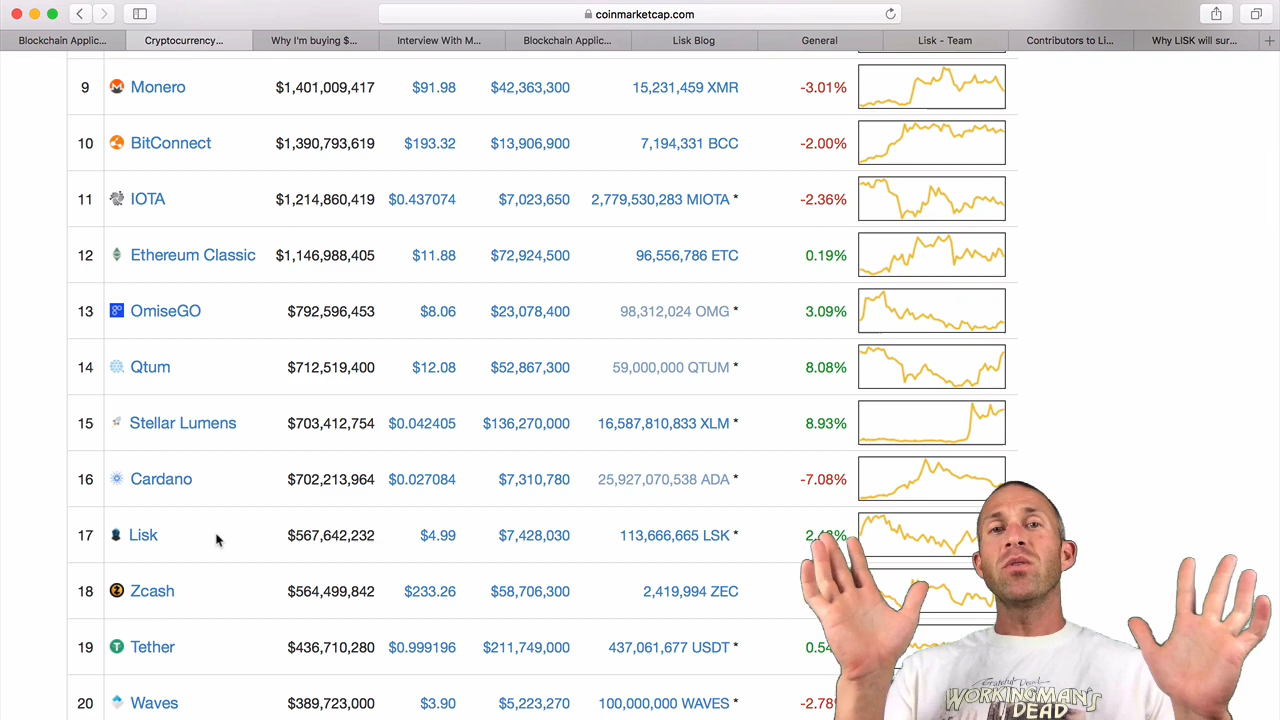 coinmarketcap.com
Blockchain Applic... Cryptocurrency... Why I'm buying $... Interview With M... Blockchain Applic... Lisk Blog General Lisk - Team Contributors to Li... Why LISK will sur...
9 Monero $1,401,009,417 $91.98 $42,363,300 15,231,459 XMR -3.01%
10 BitConnect $1,390,793,619 $193.32 $13,906,900 7,194,331 BCC -2.00%
11 IOTA $1,214,860,419 $0.437074 $7,023,650 2,779,530,283 MIOTA * -2.36%
12 Ethereum Classic $1,146,988,405 $11.88 $72,924,500 96,556,786 ETC 0.19%
13 OmiseGO $792,596,453 $8.06 $23,078,400 98,312,024 OMG * 3.09%
14 Qtum $712,519,400 $12.08 $52,867,300 59,000,000 QTUM * 8.08%
15 Stellar Lumens $703,412,754 $0.042405 $136,270,000 16,587,810,833 XLM * 8.93%
16 Cardano $702,213,964 $0.027084 $7,310,780 25,927,070,538 ADA * -7.08%
17 Lisk $567,642,232 $4.99 $7,428,030 113,666,665 LSK *
18 Zcash $564,499,842 $233.26 $58,706,300 2,419,994 ZEC
19 Tether $436,710,280 $0.999196 $211,749,000 437,061,677 USDT *
20 Waves $389,723,000 $3.90 $5,223,270 100,000,000 WAVES *
Grateful Dead
WORKINGMAN'S
DEAD